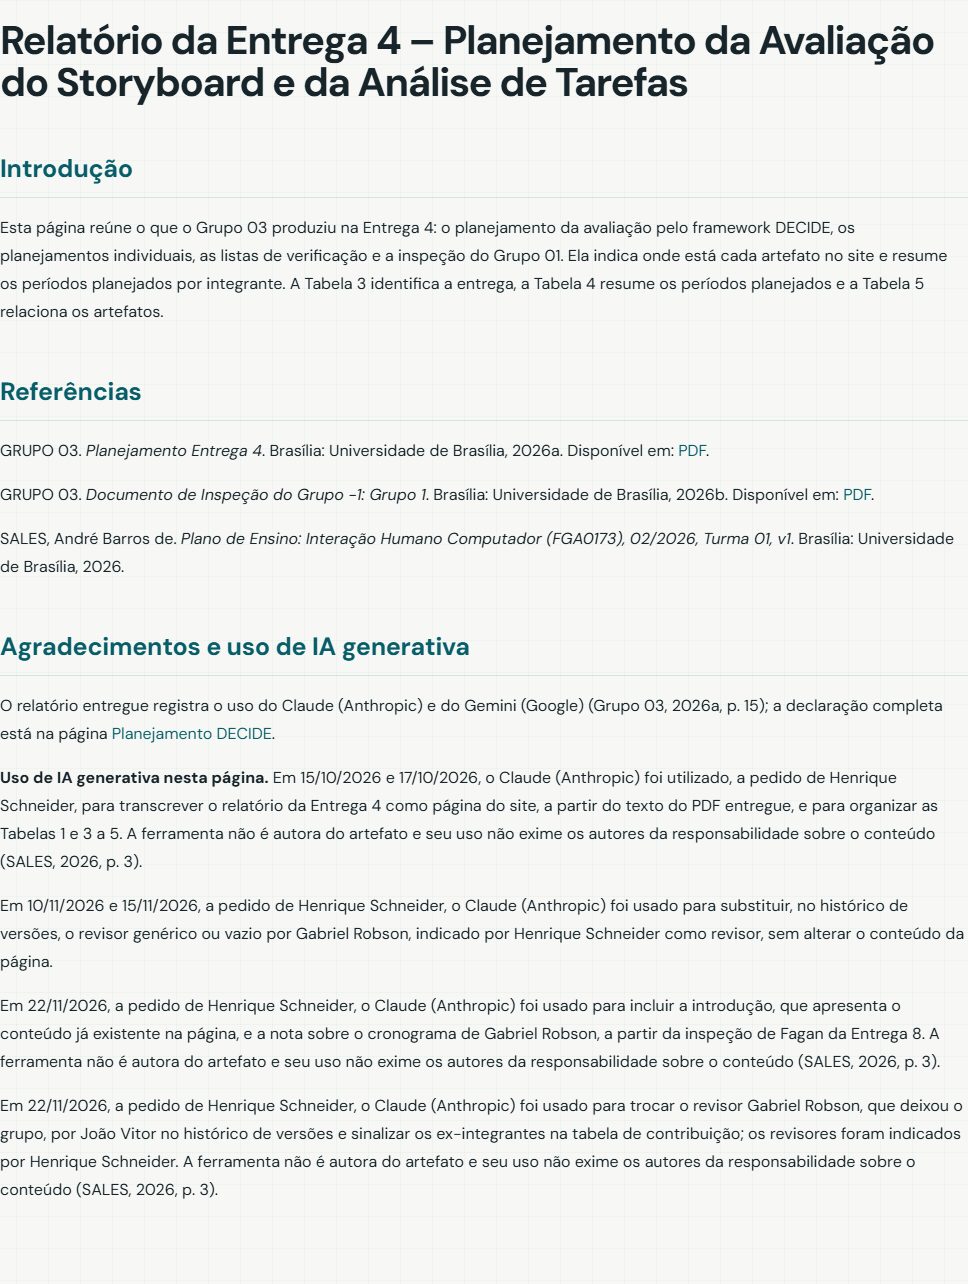 Relatório da Entrega 4 – Planejamento da Avaliação
do Storyboard e da Análise de Tarefas
Introdução
Esta página reúne o que o Grupo 03 produziu na Entrega 4: o planejamento da avaliação pelo framework DECIDE, os
planejamentos individuais, as listas de verificação e a inspeção do Grupo 01. Ela indica onde está cada artefato no site e resume
os períodos planejados por integrante. A Tabela 3 identifica a entrega, a Tabela 4 resume os períodos planejados e a Tabela 5
relaciona os artefatos.
Referências
GRUPO 03. Planejamento Entrega 4. Brasília: Universidade de Brasília, 2026a. Disponível em: PDF.
GRUPO 03. Documento de Inspeção do Grupo -1: Grupo 1. Brasília: Universidade de Brasília, 2026b. Disponível em: PDF.
SALES, André Barros de. Plano de Ensino: Interação Humano Computador (FGA0173), 02/2026, Turma 01, v1. Brasília: Universidade
de Brasília, 2026.
Agradecimentos e uso de IA generativa
O relatório entregue registra o uso do Claude (Anthropic) e do Gemini (Google) (Grupo 03, 2026a, p. 15); a declaração completa
está na página Planejamento DECIDE.
Uso de IA generativa nesta página. Em 15/10/2026 e 17/10/2026, o Claude (Anthropic) foi utilizado, a pedido de Henrique
Schneider, para transcrever o relatório da Entrega 4 como página do site, a partir do texto do PDF entregue, e para organizar as
Tabelas 1 e 3 a 5. A ferramenta não é autora do artefato e seu uso não exime os autores da responsabilidade sobre o conteúdo
(SALES, 2026, p. 3).
Em 10/11/2026 e 15/11/2026, a pedido de Henrique Schneider, o Claude (Anthropic) foi usado para substituir, no histórico de
versões, o revisor genérico ou vazio por Gabriel Robson, indicado por Henrique Schneider como revisor, sem alterar o conteúdo da
página.
Em 22/11/2026, a pedido de Henrique Schneider, o Claude (Anthropic) foi usado para incluir a introdução, que apresenta o
conteúdo já existente na página, e a nota sobre o cronograma de Gabriel Robson, a partir da inspeção de Fagan da Entrega 8. A
ferramenta não é autora do artefato e seu uso não exime os autores da responsabilidade sobre o conteúdo (SALES, 2026, p. 3).
Em 22/11/2026, a pedido de Henrique Schneider, o Claude (Anthropic) foi usado para trocar o revisor Gabriel Robson, que deixou o
grupo, por João Vitor no histórico de versões e sinalizar os ex-integrantes na tabela de contribuição; os revisores foram indicados
por Henrique Schneider. A ferramenta não é autora do artefato e seu uso não exime os autores da responsabilidade sobre o
conteúdo (SALES, 2026, p. 3).